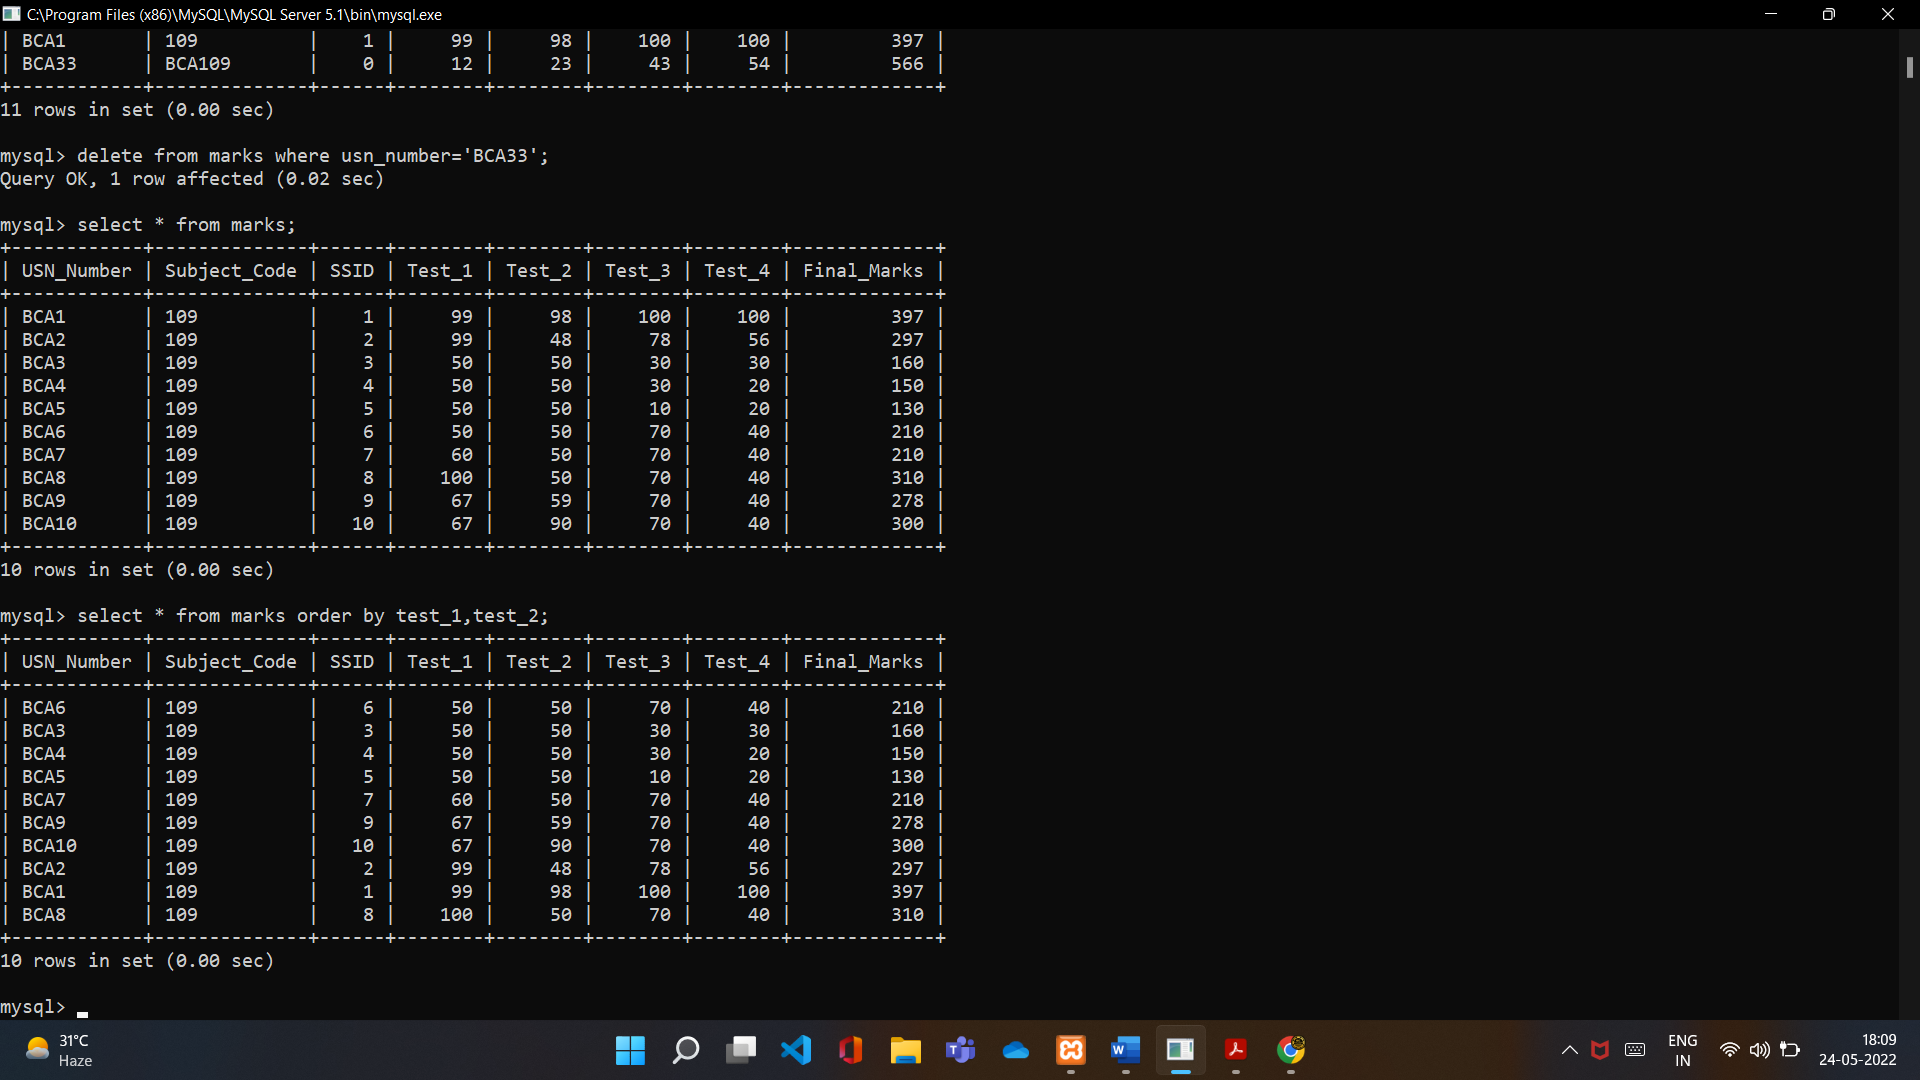 C:\Program Files (x86)\MySQL\MySQL Server 5.1\bin\mysql.exe
| BCA1       | 109          |    1 |     99 |     98 |    100 |    100 |         397 |
| BCA33      | BCA109       |    0 |     12 |     23 |     43 |     54 |         566 |
+------------+--------------+------+--------+--------+--------+--------+-------------+
11 rows in set (0.00 sec)
mysql> delete from marks where usn_number='BCA33';
Query OK, 1 row affected (0.02 sec)
mysql> select * from marks;
+------------+--------------+------+--------+--------+--------+--------+-------------+
| USN_Number | Subject_Code | SSID | Test_1 | Test_2 | Test_3 | Test_4 | Final_Marks |
+------------+--------------+------+--------+--------+--------+--------+-------------+
| BCA1       | 109          |    1 |     99 |     98 |    100 |    100 |         397 |
| BCA2       | 109          |    2 |     99 |     48 |     78 |     56 |         297 |
| BCA3       | 109          |    3 |     50 |     50 |     30 |     30 |         160 |
| BCA4       | 109          |    4 |     50 |     50 |     30 |     20 |         150 |
| BCA5       | 109          |    5 |     50 |     50 |     10 |     20 |         130 |
| BCA6       | 109          |    6 |     50 |     50 |     70 |     40 |         210 |
| BCA7       | 109          |    7 |     60 |     50 |     70 |     40 |         210 |
| BCA8       | 109          |    8 |    100 |     50 |     70 |     40 |         310 |
| BCA9       | 109          |    9 |     67 |     59 |     70 |     40 |         278 |
| BCA10      | 109          |   10 |     67 |     90 |     70 |     40 |         300 |
+------------+--------------+------+--------+--------+--------+--------+-------------+
10 rows in set (0.00 sec)
mysql> select * from marks order by test_1,test_2;
+------------+--------------+------+--------+--------+--------+--------+-------------+
| USN_Number | Subject_Code | SSID | Test_1 | Test_2 | Test_3 | Test_4 | Final_Marks |
+------------+--------------+------+--------+--------+--------+--------+-------------+
| BCA6       | 109          |    6 |     50 |     50 |     70 |     40 |         210 |
| BCA3       | 109          |    3 |     50 |     50 |     30 |     30 |         160 |
| BCA4       | 109          |    4 |     50 |     50 |     30 |     20 |         150 |
| BCA5       | 109          |    5 |     50 |     50 |     10 |     20 |         130 |
| BCA7       | 109          |    7 |     60 |     50 |     70 |     40 |         210 |
| BCA9       | 109          |    9 |     67 |     59 |     70 |     40 |         278 |
| BCA10      | 109          |   10 |     67 |     90 |     70 |     40 |         300 |
| BCA2       | 109          |    2 |     99 |     48 |     78 |     56 |         297 |
| BCA1       | 109          |    1 |     99 |     98 |    100 |    100 |         397 |
| BCA8       | 109          |    8 |    100 |     50 |     70 |     40 |         310 |
+------------+--------------+------+--------+--------+--------+--------+-------------+
10 rows in set (0.00 sec)
mysql>
31°C
Haze
ENG
IN
18:09
24-05-2022